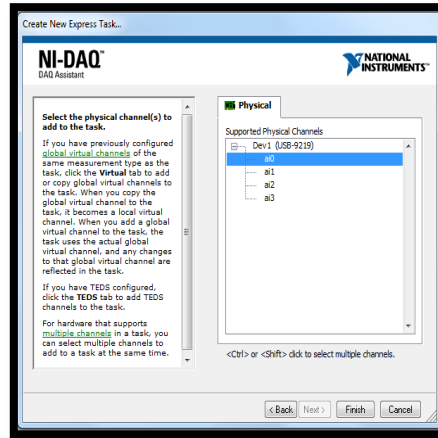 Create New Express Task...
NI-DAQ™
DAQ Assistant
NATIONAL
INSTRUMENTS™
Select the physical channel(s) to
add to the task.
If you have previously configured
global virtual channels of the
same measurement type as the
task, click the Virtual tab to add
or copy global virtual channels to
the task. When you copy the
global virtual channel to the
task, it becomes a local virtual
channel. When you add a global
virtual channel to the task, the
task uses the actual global
virtual channel, and any changes
to that global virtual channel are
reflected in the task.
If you have TEDS configured,
click the TEDS tab to add TEDS
channels to the task.
For hardware that supports
multiple channels in a task, you
can select multiple channels to
add to a task at the same time.
Physical
Supported Physical Channels
Dev1 (USB-9219)
ai0
ai1
ai2
ai3
<Ctrl> or <Shift> click to select multiple channels.
< Back
Next >
Finish
Cancel